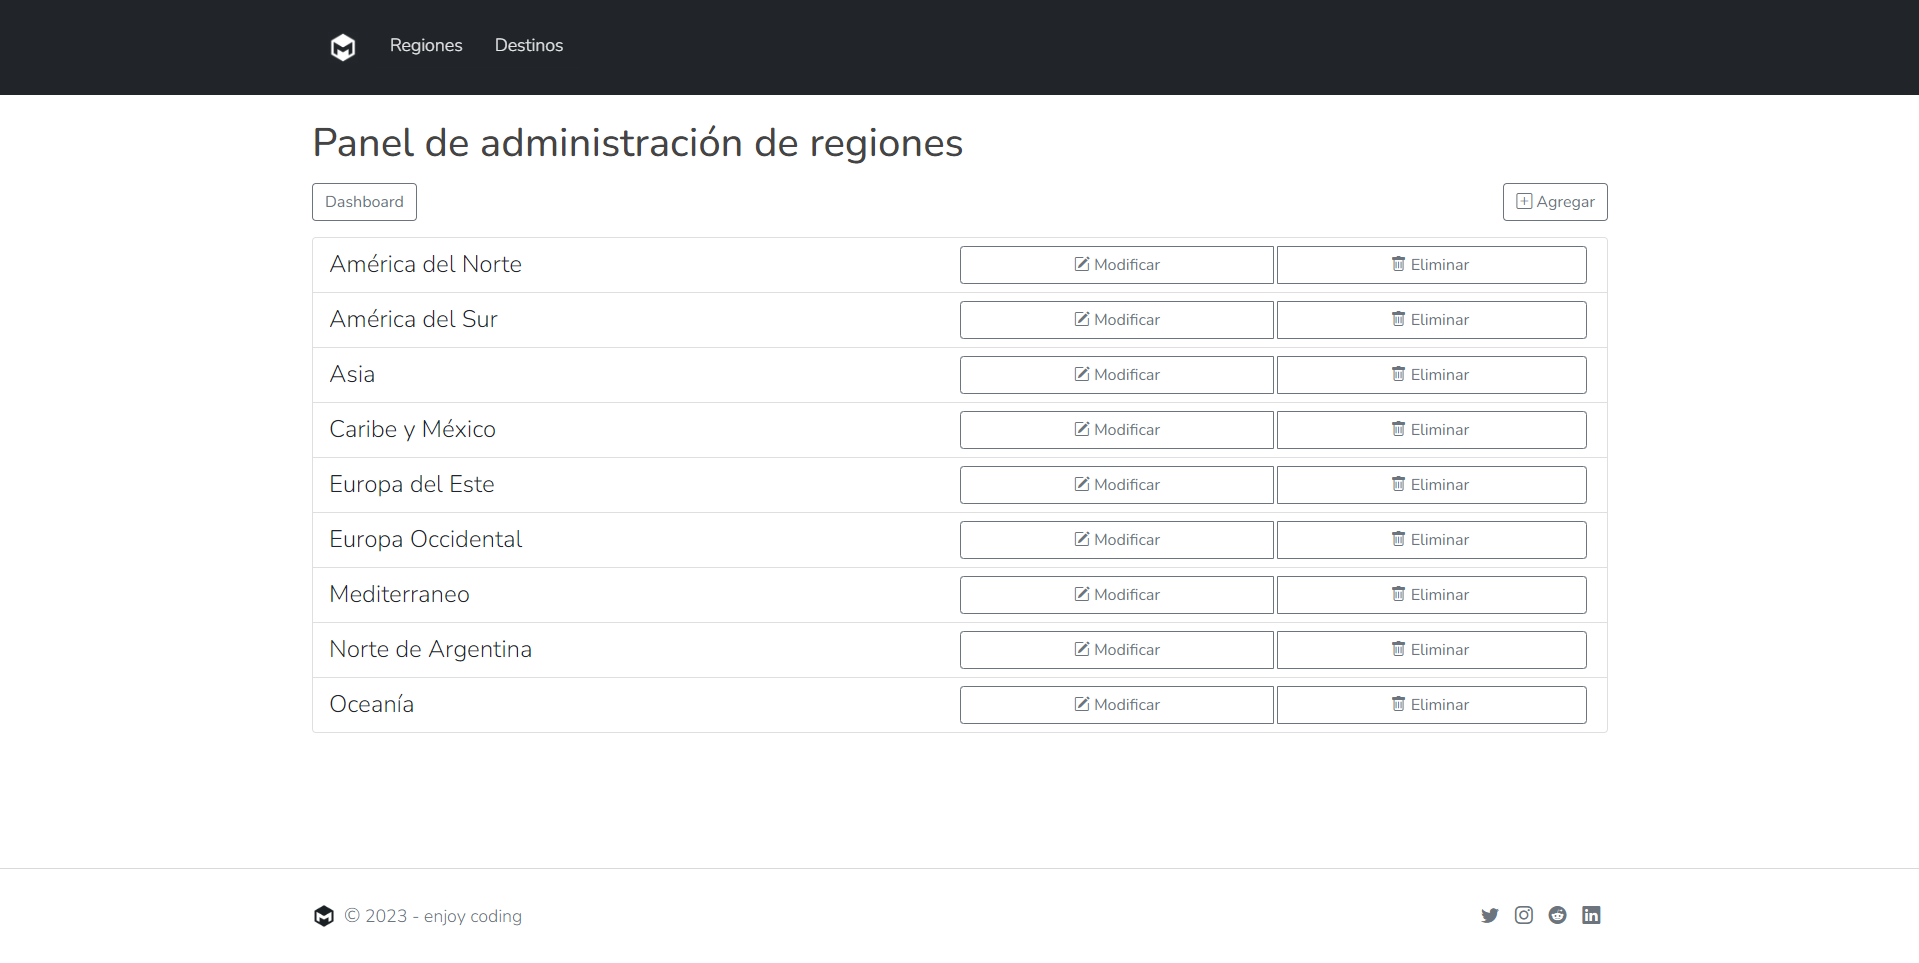 Regiones Destinos
Panel de administración de regiones
Dashboard Agregar
América del Norte Modificar Eliminar
América del Sur Modificar Eliminar
Asia Modificar Eliminar
Caribe y México Modificar Eliminar
Europa del Este Modificar Eliminar
Europa Occidental Modificar Eliminar
Mediterraneo Modificar Eliminar
Norte de Argentina Modificar Eliminar
Oceanía Modificar Eliminar
© 2023 - enjoy coding